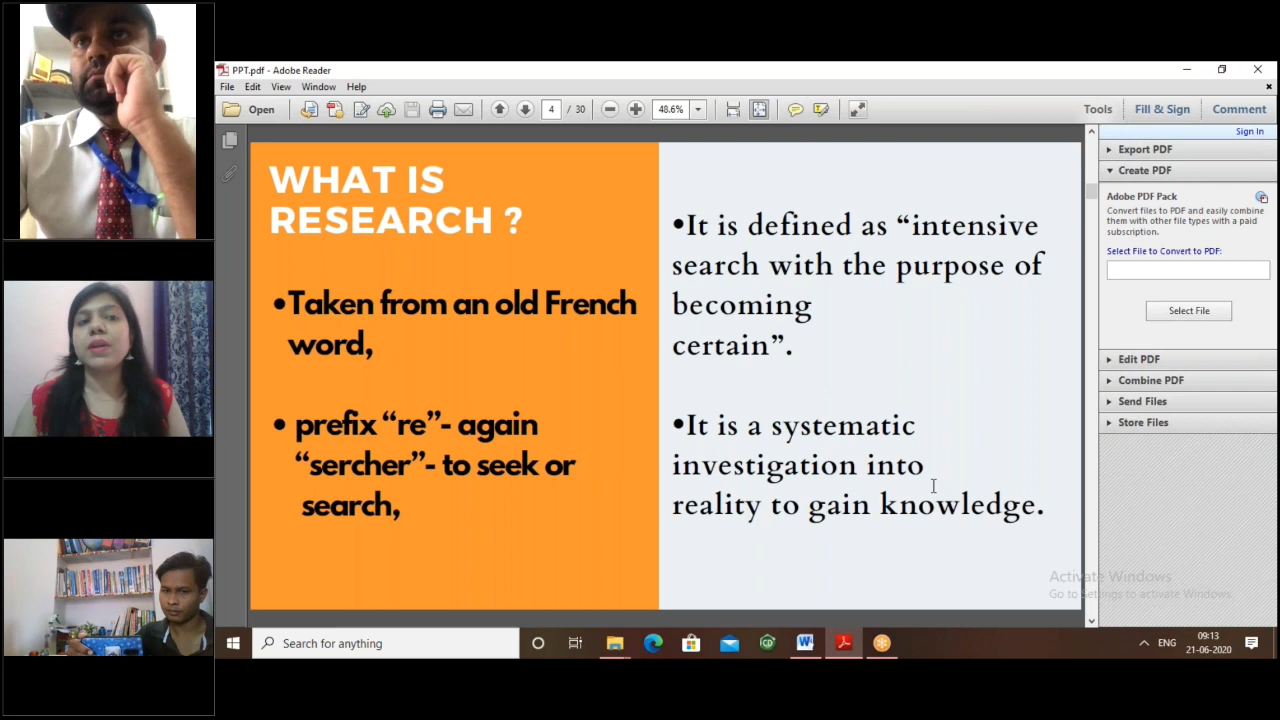 PPT.pdf - Adobe Reader
File Edit View Window Help
Open 4 / 30 48.6% Tools Fill & Sign Comment
Sign In
Export PDF
Create PDF
Adobe PDF Pack
Convert files to PDF and easily combine
them with other file types with a paid
subscription.
Select File to Convert to PDF:
Select File
Edit PDF
Combine PDF
Send Files
Store Files
WHAT IS
RESEARCH ?
•Taken from an old French
word,
• prefix “re”- again
“sercher”- to seek or
search,
•It is defined as “intensive
search with the purpose of
becoming
certain”.
•It is a systematic
investigation into
reality to gain knowledge.
Activate Windows
Go to Settings to activate Windows.
Search for anything
ENG
09:13
21-06-2020